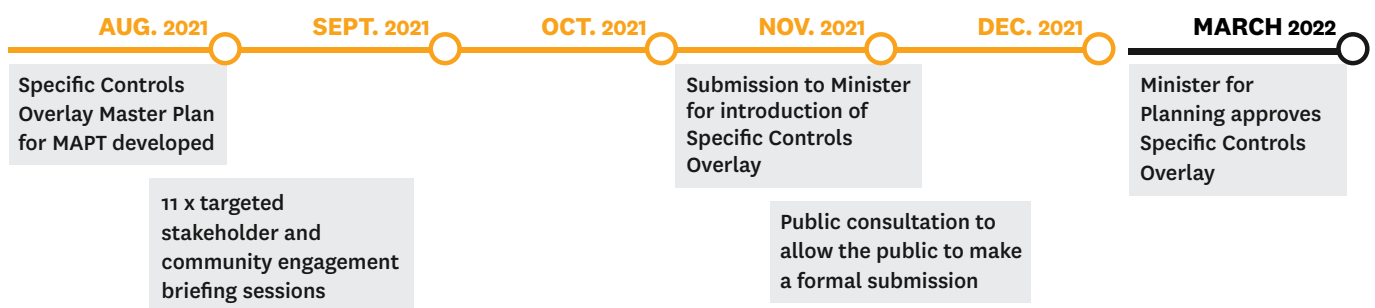 AUG. 2021
SEPT. 2021
OCT. 2021
NOV. 2021
DEC. 2021
MARCH 2022
Specific Controls
Overlay Master Plan
for MAPT developed
11 x targeted
stakeholder and
community engagement
briefing sessions
Submission to Minister
for introduction of
Specific Controls
Overlay
Public consultation to
allow the public to make
a formal submission
Minister for
Planning approves
Specific Controls
Overlay